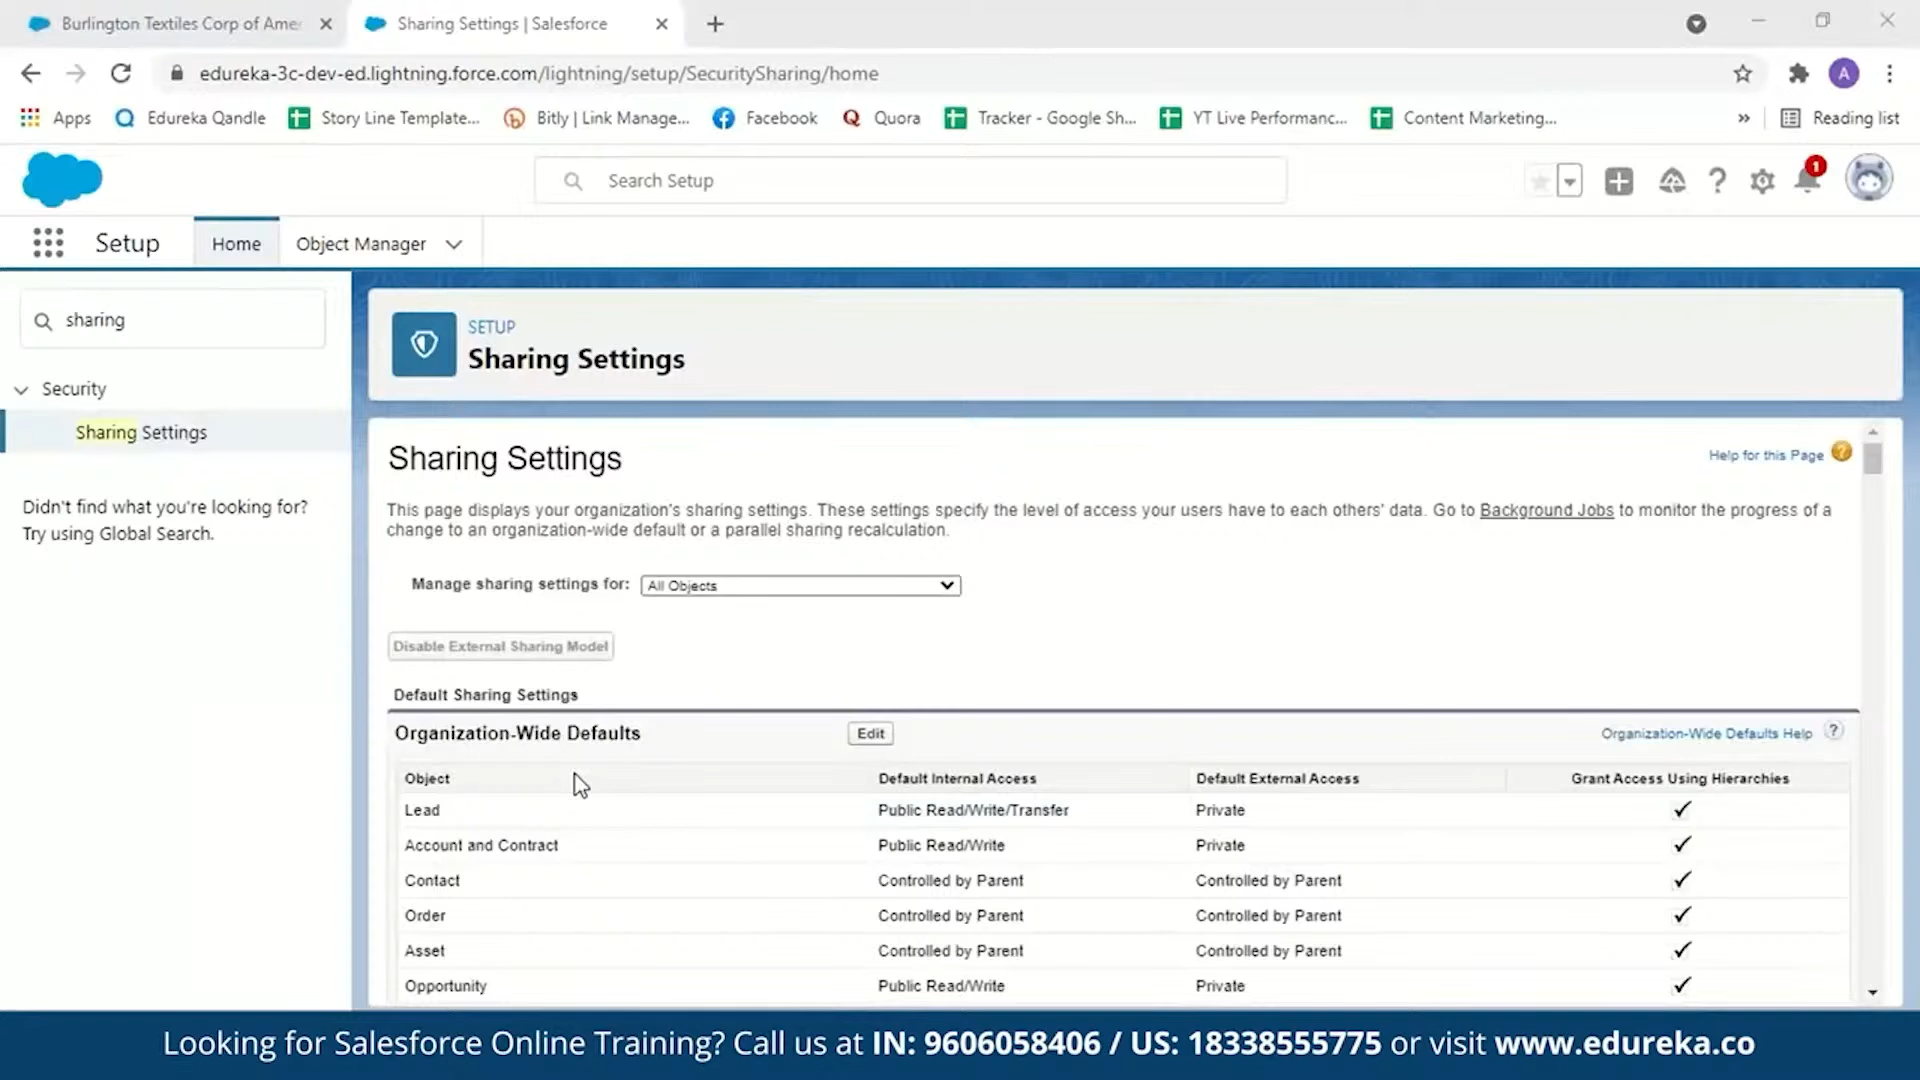 Burlington Textiles Corp of Ame
Sharing Settings | Salesforce
edureka-3c-dev-ed.lightning.force.com/lightning/setup/SecuritySharing/home
A
Apps
Edureka Qandle
Story Line Template...
Bitly | Link Manage...
Facebook
Quora
Tracker - Google Sh...
YT Live Performanc...
Content Marketing...
»
Reading list
Search Setup
1
Setup
Home
Object Manager
sharing
Security
Sharing Settings
Didn't find what you're looking for?
Try using Global Search.
SETUP
Sharing Settings
Sharing Settings
Help for this Page ?
This page displays your organization's sharing settings. These settings specify the level of access your users have to each others' data. Go to Background Jobs to monitor the progress of a
change to an organization-wide default or a parallel sharing recalculation.
Manage sharing settings for: All Objects
Disable External Sharing Model
Default Sharing Settings
Organization-Wide Defaults Edit Organization-Wide Defaults Help ?
Object Default Internal Access Default External Access Grant Access Using Hierarchies
Lead Public Read/Write/Transfer Private ✓
Account and Contract Public Read/Write Private ✓
Contact Controlled by Parent Controlled by Parent ✓
Order Controlled by Parent Controlled by Parent ✓
Asset Controlled by Parent Controlled by Parent ✓
Opportunity Public Read/Write Private ✓
Looking for Salesforce Online Training? Call us at IN: 9606058406 / US: 18338555775 or visit www.edureka.co